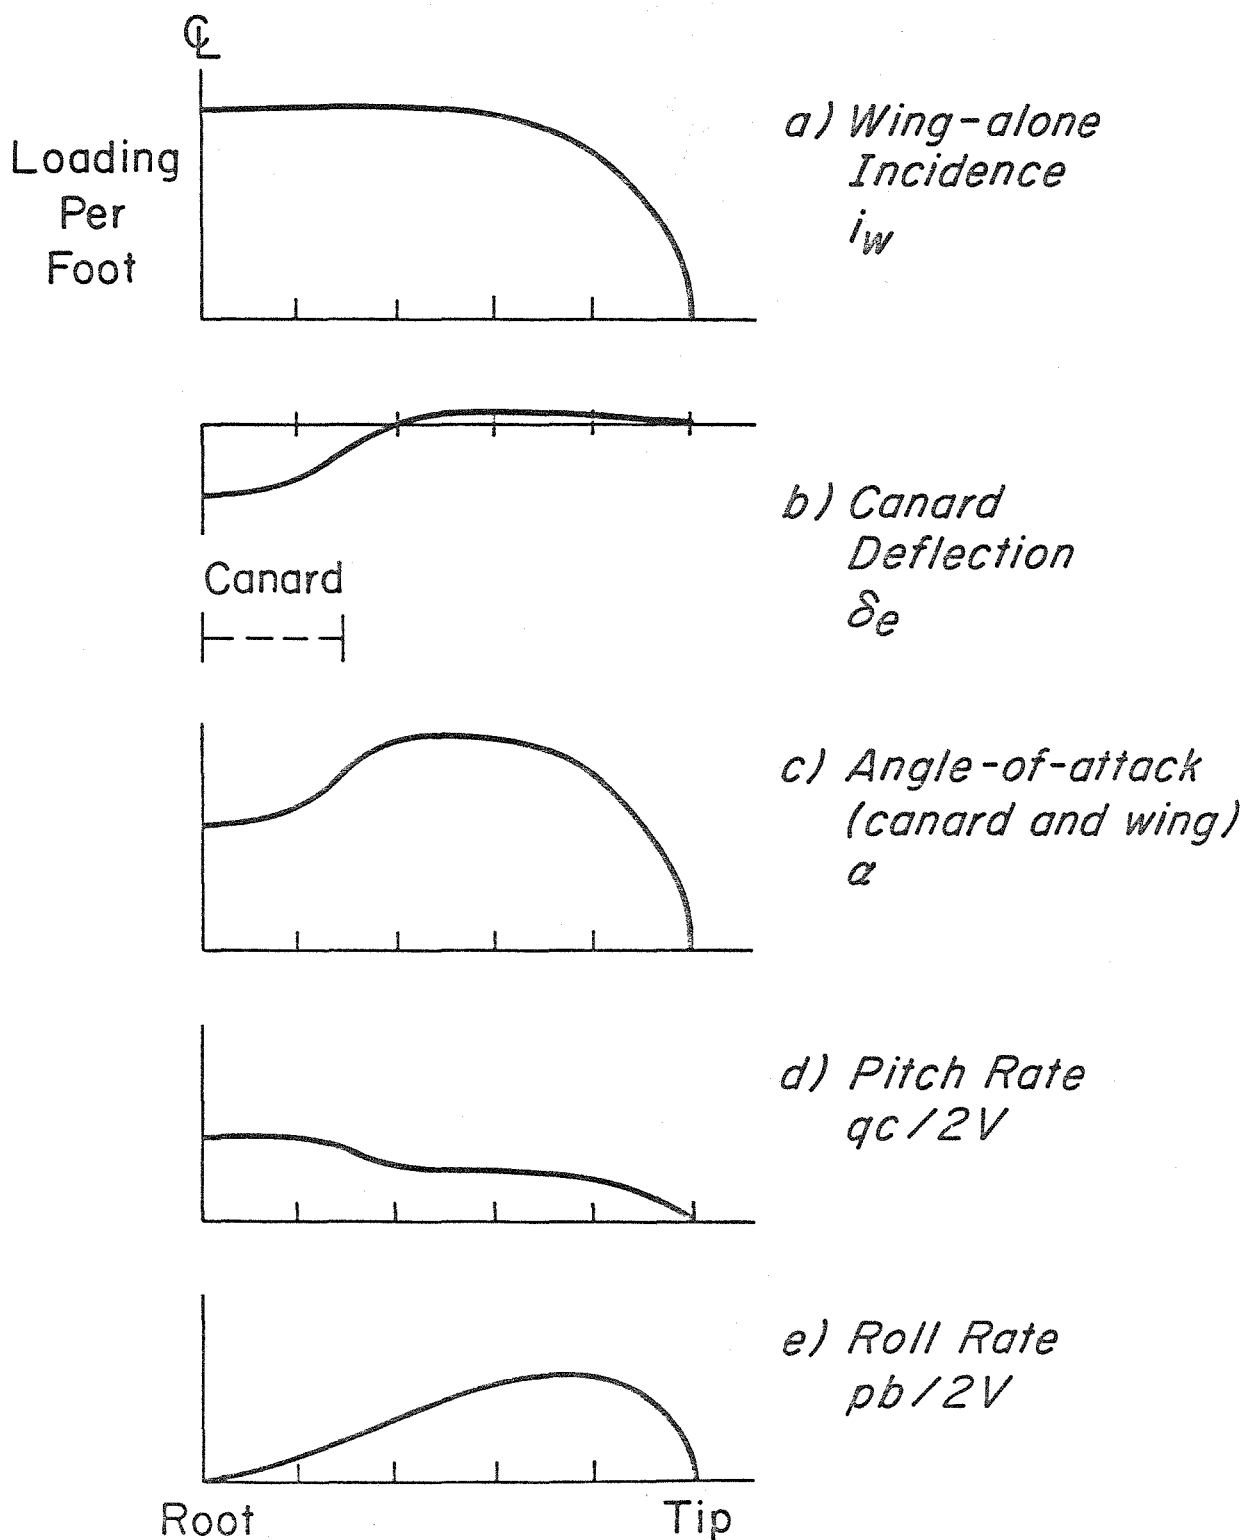 ℄
Loading
Per
Foot
a) Wing-alone
Incidence
i_w
b) Canard
Deflection
δ_e
Canard
c) Angle-of-attack
(canard and wing)
α
d) Pitch Rate
qc/2V
e) Roll Rate
pb/2V
Root
Tip